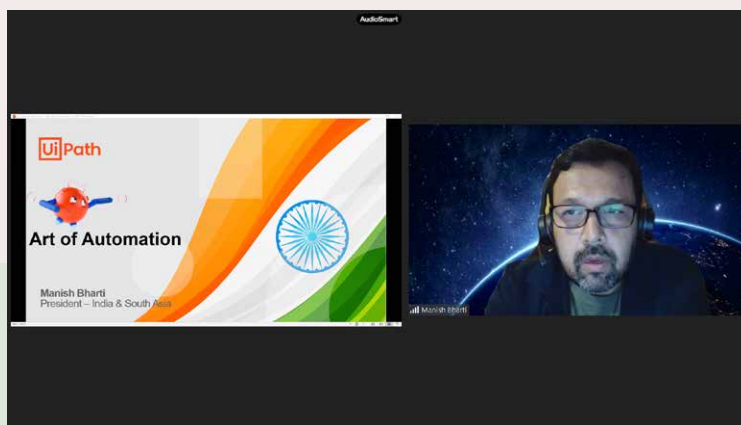 AudioSmart
UiPath
Art of Automation
Manish Bharti
President – India & South Asia
Manish Bharti